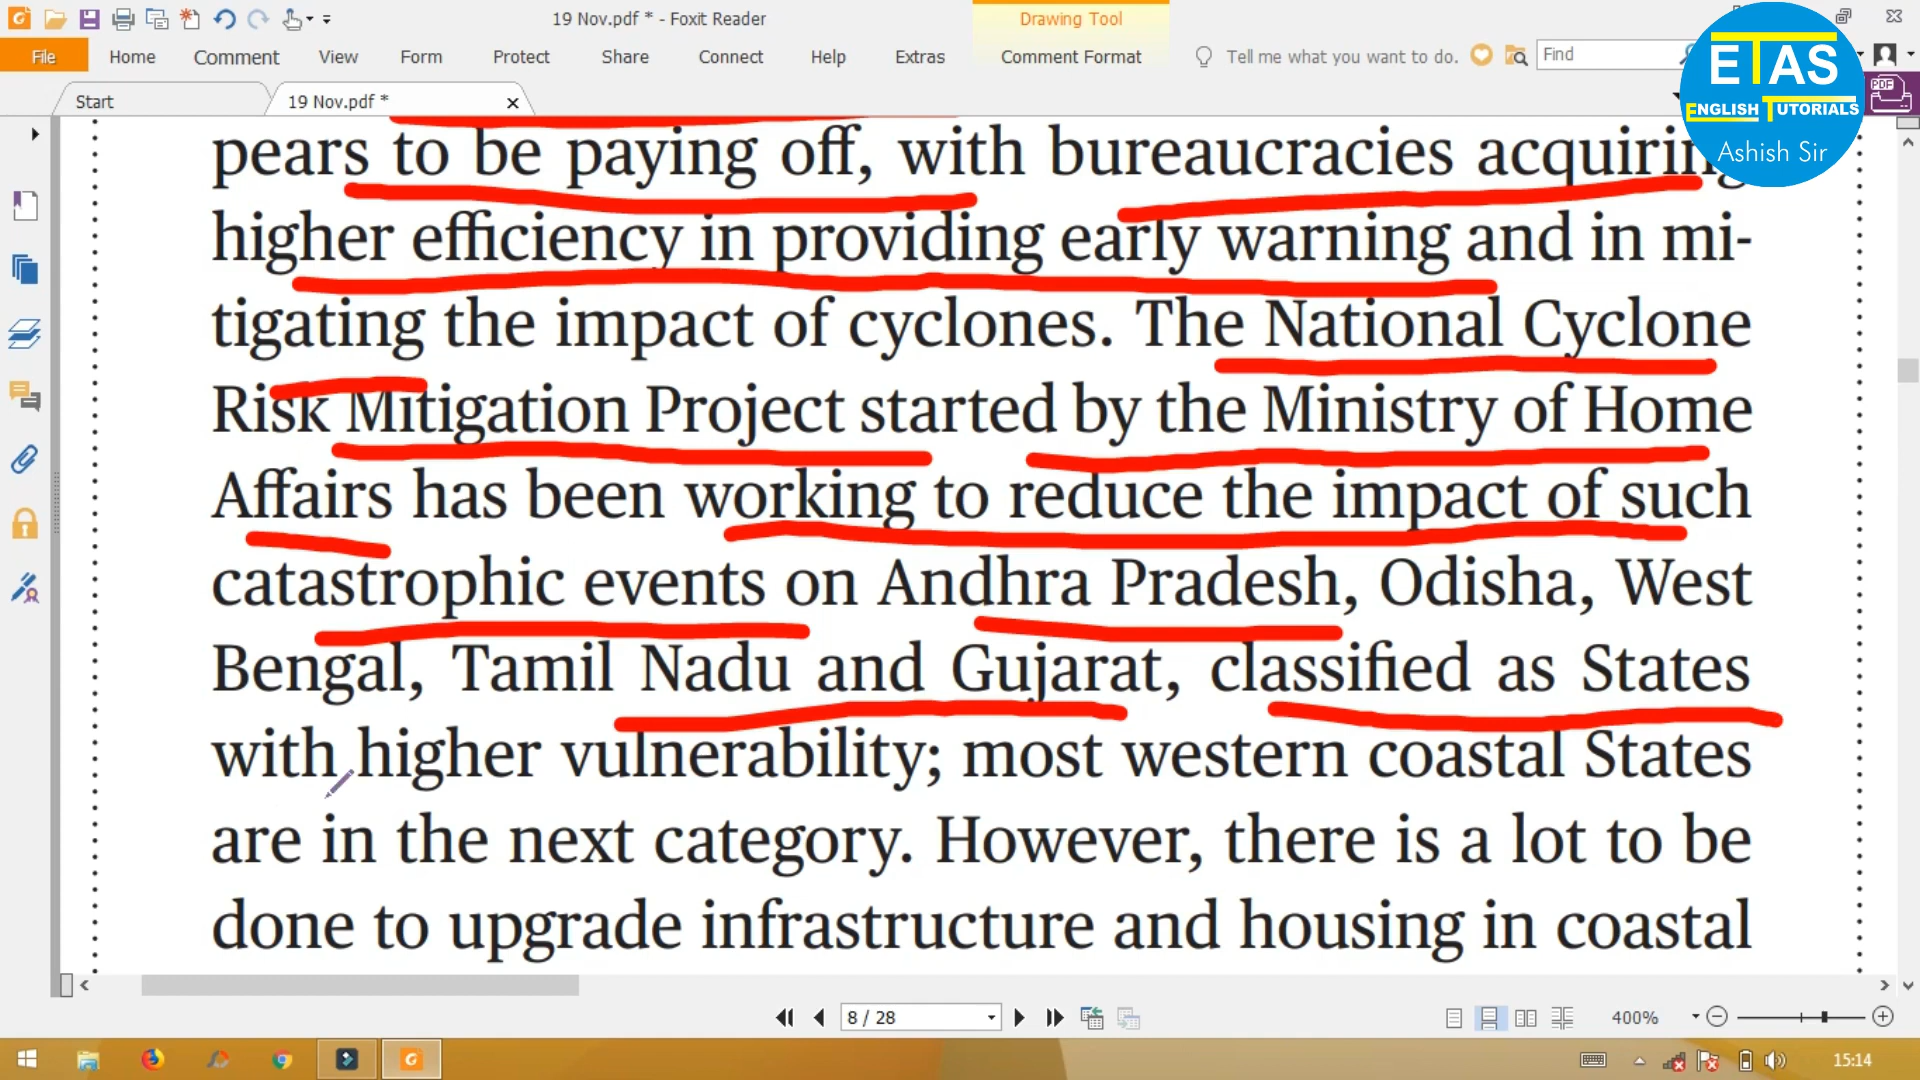 19 Nov.pdf * - Foxit Reader
Drawing Tool
File Home Comment View Form Protect Share Connect Help Extras Comment Format Tell me what you want to do. Find
Start 19 Nov.pdf *
ETAS
ENGLISH TUTORIALS
Ashish Sir
PDF
pears to be paying off, with bureaucracies acquiring
higher efficiency in providing early warning and in mi-
tigating the impact of cyclones. The National Cyclone
Risk Mitigation Project started by the Ministry of Home
Affairs has been working to reduce the impact of such
catastrophic events on Andhra Pradesh, Odisha, West
Bengal, Tamil Nadu and Gujarat, classified as States
with higher vulnerability; most western coastal States
are in the next category. However, there is a lot to be
done to upgrade infrastructure and housing in coastal
8 / 28
400%
15:14